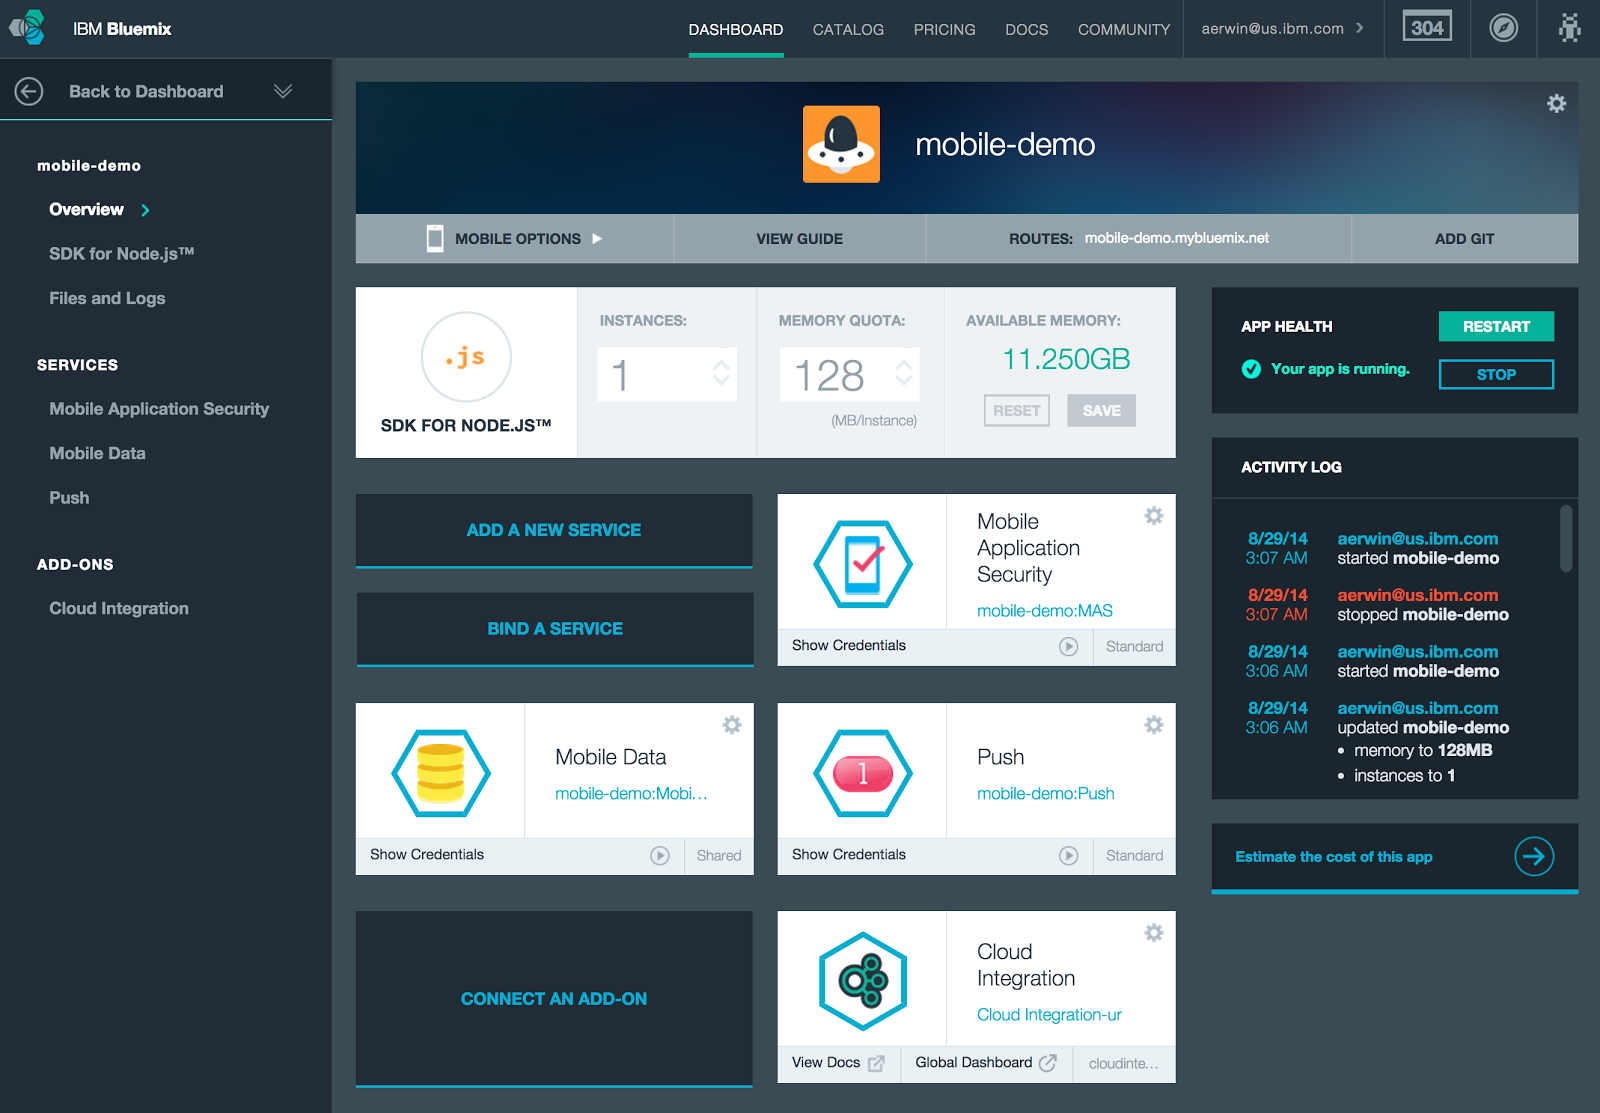 IBM Bluemix
DASHBOARD
CATALOG
PRICING
DOCS
COMMUNITY
aerwin@us.ibm.com
304
Back to Dashboard
mobile-demo
Overview
SDK for Node.js™
Files and Logs
SERVICES
Mobile Application Security
Mobile Data
Push
ADD-ONS
Cloud Integration
mobile-demo
MOBILE OPTIONS
VIEW GUIDE
ROUTES: mobile-demo.mybluemix.net
ADD GIT
.js
SDK FOR NODE.JS™
INSTANCES:
1
MEMORY QUOTA:
128
(MB/Instance)
AVAILABLE MEMORY:
11.250GB
RESET
SAVE
APP HEALTH
RESTART
Your app is running.
STOP
ADD A NEW SERVICE
BIND A SERVICE
Mobile
Application
Security
mobile-demo:MAS
Show Credentials
Standard
Mobile Data
mobile-demo:Mobi...
Show Credentials
Shared
1
Push
mobile-demo:Push
Show Credentials
Standard
CONNECT AN ADD-ON
Cloud
Integration
Cloud Integration-ur
View Docs
Global Dashboard
cloudinte...
ACTIVITY LOG
8/29/14 aerwin@us.ibm.com
3:07 AM started mobile-demo
8/29/14 aerwin@us.ibm.com
3:07 AM stopped mobile-demo
8/29/14 aerwin@us.ibm.com
3:06 AM started mobile-demo
8/29/14 aerwin@us.ibm.com
3:06 AM updated mobile-demo
• memory to 128MB
• instances to 1
Estimate the cost of this app